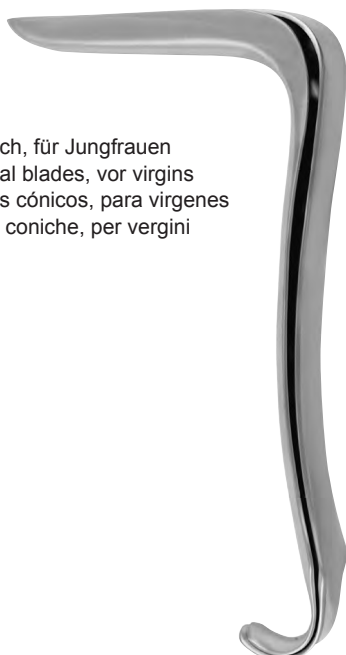 ch, für Jungfrauen
al blades, vor virgins
s cónicos, para virgenes
coniche, per vergini